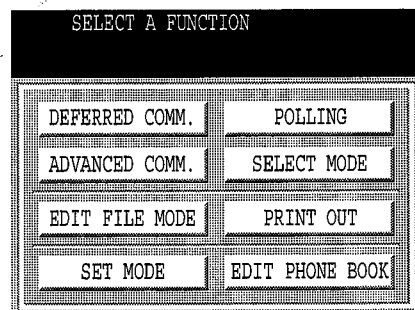 SELECT A FUNCTION
DEFERRED COMM. POLLING
ADVANCED COMM. SELECT MODE
EDIT FILE MODE PRINT OUT
SET MODE EDIT PHONE BOOK